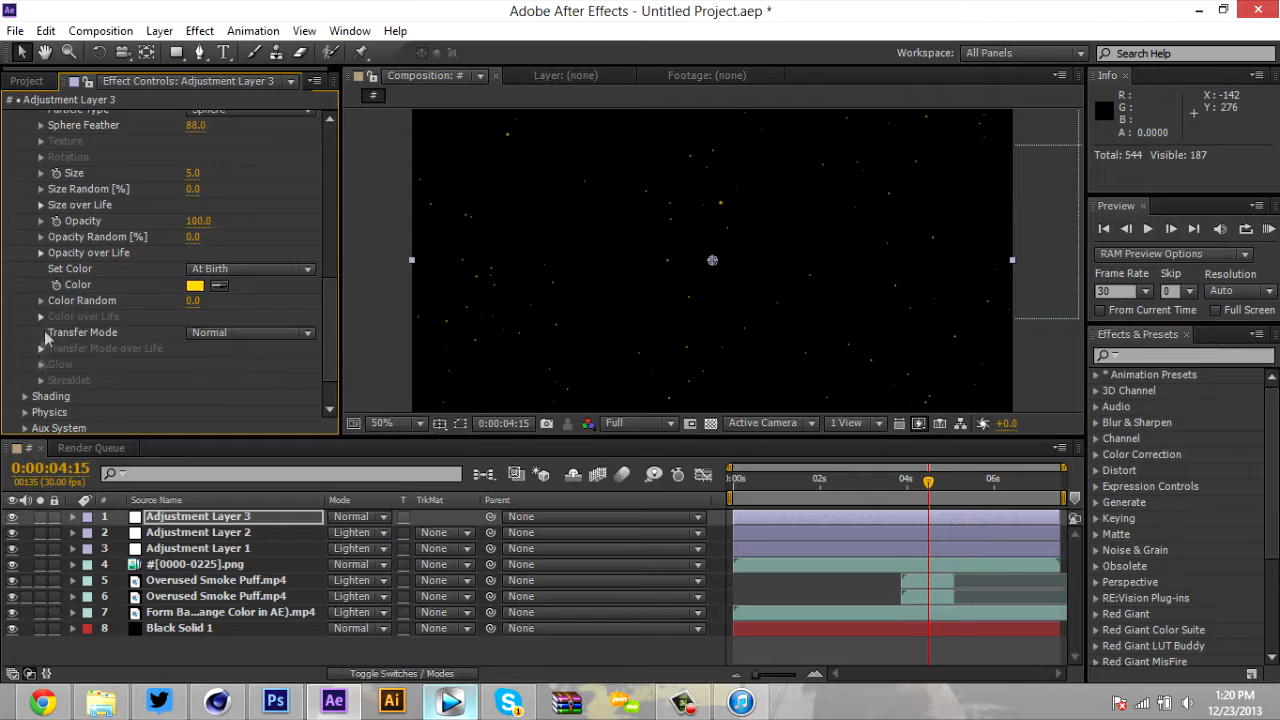 Adobe After Effects - Untitled Project.aep *
File Edit Composition Layer Effect Animation View Window Help
Workspace: All Panels Search Help
Project Effect Controls: Adjustment Layer 3
# • Adjustment Layer 3
Particle Type Sphere
Sphere Feather 88.0
Texture
Rotation
Size 5.0
Size Random [%] 0.0
Size over Life
Opacity 100.0
Opacity Random [%] 0.0
Opacity over Life
Set Color At Birth
Color
Color Random 0.0
Color over Life
Transfer Mode Normal
Transfer Mode over Life
Glow
Streaklet
Shading
Physics
Aux System
Composition: # Layer: (none) Footage: (none)
#
50% 0:00:04:15 Full Active Camera 1 View +0.0
Info
R: X: -142
G: Y: 276
B:
A: 0.0000
Total: 544 Visible: 187
Preview
RAM Preview Options
Frame Rate Skip Resolution
30 0 Auto
From Current Time Full Screen
Effects & Presets
* Animation Presets
3D Channel
Audio
Blur & Sharpen
Channel
Color Correction
Distort
Expression Controls
Generate
Keying
Matte
Noise & Grain
Obsolete
Perspective
RE:Vision Plug-ins
Red Giant
Red Giant Color Suite
Red Giant LUT Buddy
Red Giant MisFire
# Render Queue
0:00:04:15
00135 (30.00 fps)
# Source Name Mode T TrkMat Parent
:00s 02s 04s 06s
1 Adjustment Layer 3 Normal None
2 Adjustment Layer 2 Lighten None None
3 Adjustment Layer 1 Lighten None None
4 #[0000-0225].png Normal None None
5 Overused Smoke Puff.mp4 Lighten None None
6 Overused Smoke Puff.mp4 Lighten None None
7 Form Ba...ange Color in AE).mp4 Lighten None None
8 Black Solid 1 Normal None None
Toggle Switches / Modes
1:20 PM
12/23/2013